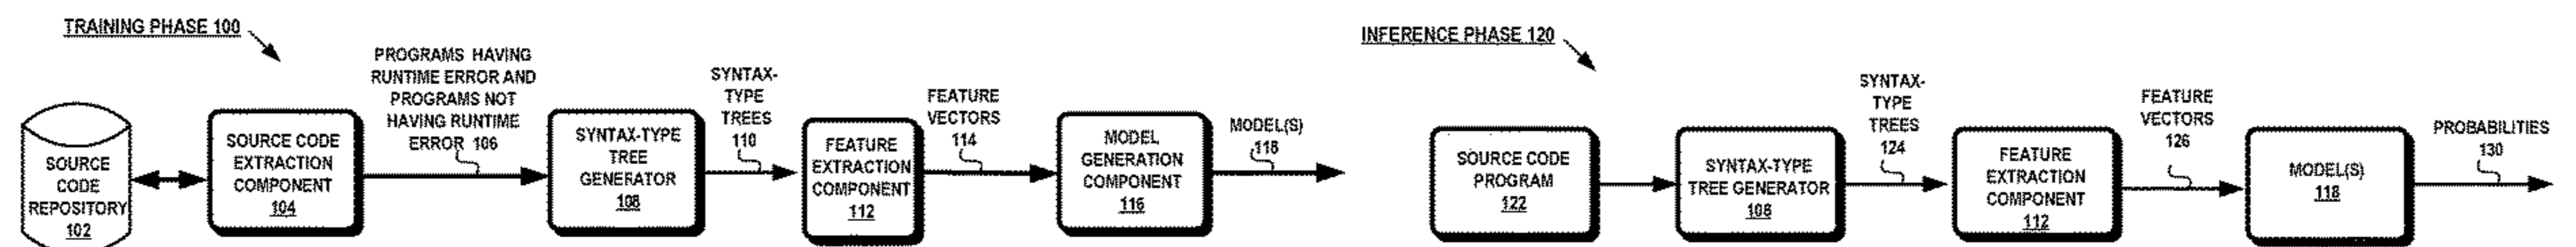 TRAINING PHASE 100
SOURCE
CODE
REPOSITORY
102
SOURCE CODE
EXTRACTION
COMPONENT
104
PROGRAMS HAVING
RUNTIME ERROR AND
PROGRAMS NOT
HAVING RUNTIME
ERROR 106
SYNTAX-TYPE
TREE
GENERATOR
108
SYNTAX-
TYPE
TREES
110
FEATURE
EXTRACTION
COMPONENT
112
FEATURE
VECTORS
114
MODEL
GENERATION
COMPONENT
116
MODEL(S)
118
INFERENCE PHASE 120
SOURCE CODE
PROGRAM
122
SYNTAX-TYPE
TREE GENERATOR
108
SYNTAX-
TYPE
TREES
124
FEATURE
EXTRACTION
COMPONENT
112
FEATURE
VECTORS
126
MODEL(S)
118
PROBABILITIES
130